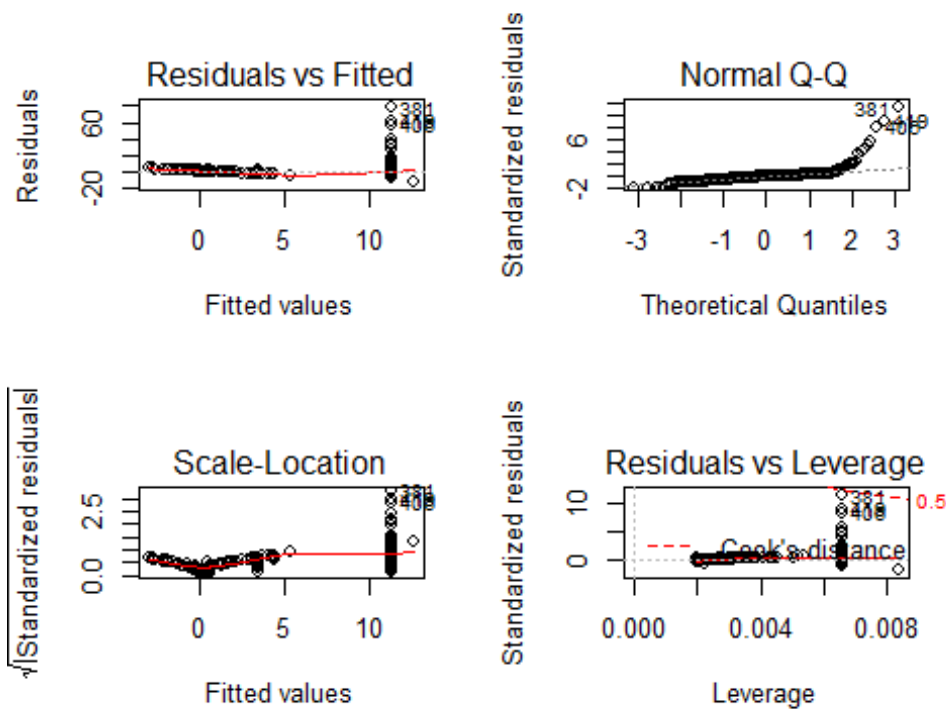 Residuals vs Fitted
Residuals
60
-20
381
0 5 10
Fitted values
Normal Q-Q
Standardized residuals
6
-2
381
-3 -1 0 1 2 3
Theoretical Quantiles
Scale-Location
√|Standardized residuals|
2.5
0.0
381
0 5 10
Fitted values
Residuals vs Leverage
Standardized residuals
10
0
381
0.5
Cook's distance
0.000 0.004 0.008
Leverage